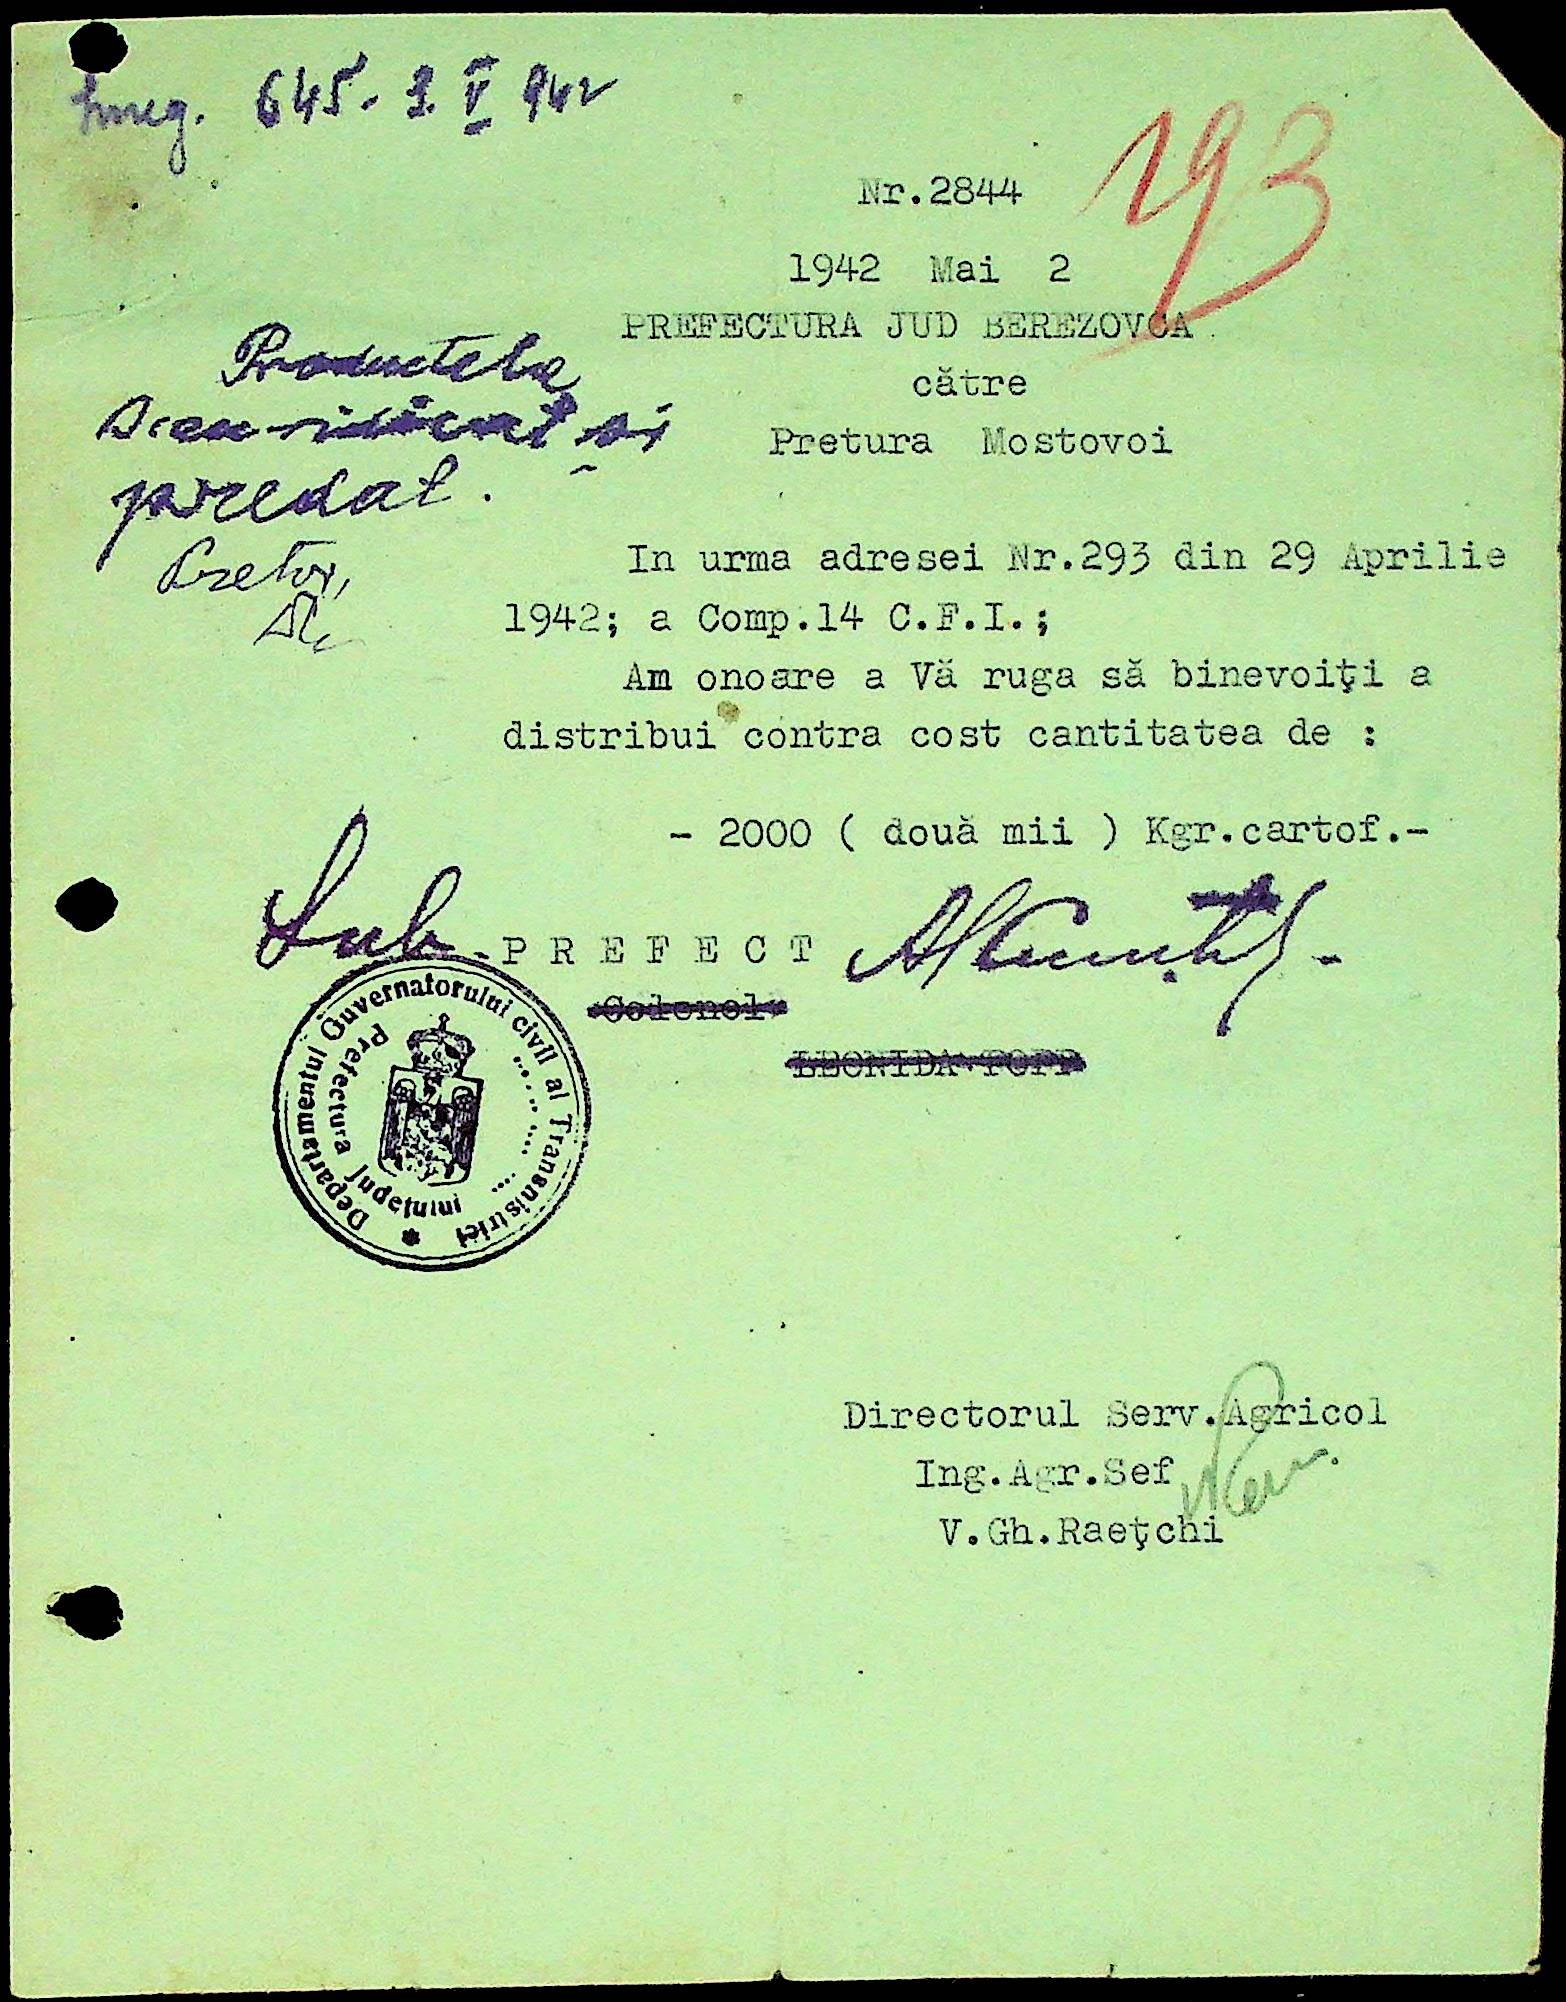 Inreg. 645. 2. V 942
193
Nr.2844
1942 Mai 2
PREFECTURA JUD BEREZOVCA.
către
Pretura Mostovoi
Productele
s-au ridicat și
predat.
Pretor,
In urma adresei Nr.293 din 29 Aprilie
1942; a Comp.14 C.F.I.;
Am onoare a Vă ruga să binevoiţi a
distribui contra cost cantitatea de :
- 2000 ( două mii ) Kgr.cartof.-
Sub - P R E F E C T
Colonel
LEONIDA POPP
Departamentul Guvernatorului civil al Transnistriei
Prefectura Judeţului
Directorul Serv.Agricol
Ing.Agr.Sef
V.Gh.Raeţchi